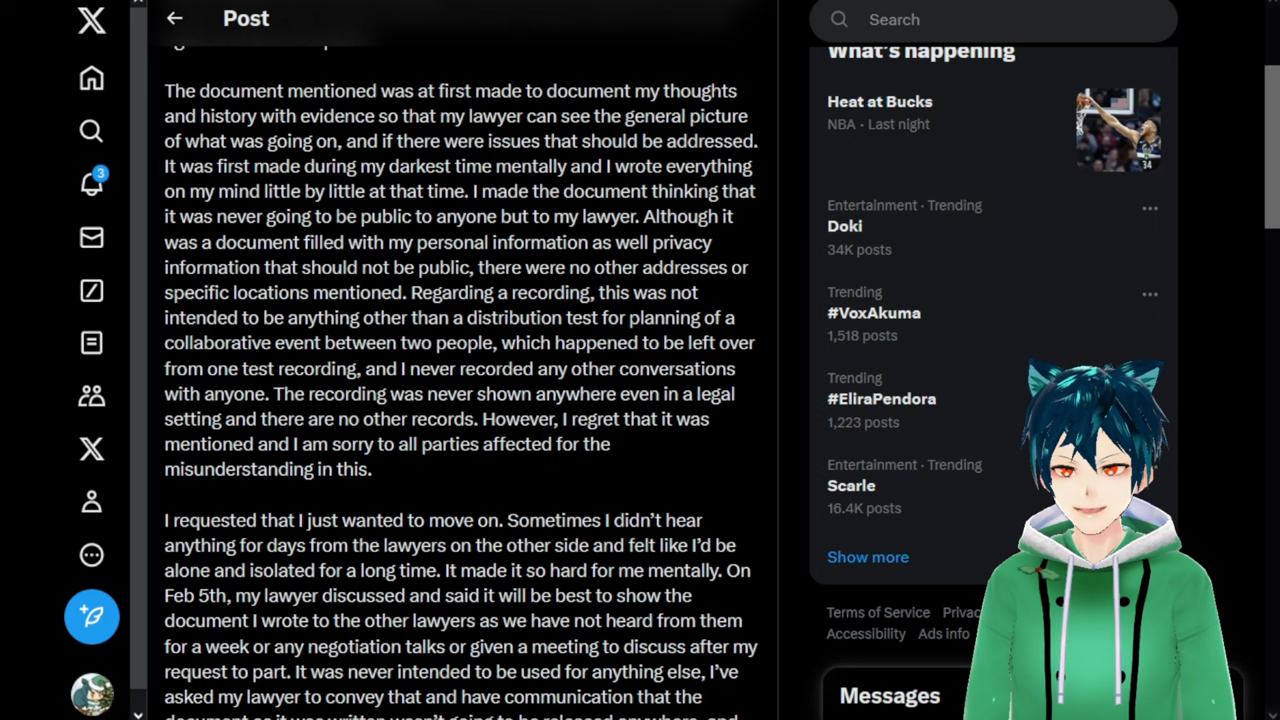 Post
Search
The document mentioned was at first made to document my thoughts
and history with evidence so that my lawyer can see the general picture
of what was going on, and if there were issues that should be addressed.
It was first made during my darkest time mentally and I wrote everything
on my mind little by little at that time. I made the document thinking that
it was never going to be public to anyone but to my lawyer. Although it
was a document filled with my personal information as well privacy
information that should not be public, there were no other addresses or
specific locations mentioned. Regarding a recording, this was not
intended to be anything other than a distribution test for planning of a
collaborative event between two people, which happened to be left over
from one test recording, and I never recorded any other conversations
with anyone. The recording was never shown anywhere even in a legal
setting and there are no other records. However, I regret that it was
mentioned and I am sorry to all parties affected for the
misunderstanding in this.
I requested that I just wanted to move on. Sometimes I didn't hear
anything for days from the lawyers on the other side and felt like I'd be
alone and isolated for a long time. It made it so hard for me mentally. On
Feb 5th, my lawyer discussed and said it will be best to show the
document I wrote to the other lawyers as we have not heard from them
for a week or any negotiation talks or given a meeting to discuss after my
request to part. It was never intended to be used for anything else, I've
asked my lawyer to convey that and have communication that the
document as it was written wasn't going to be released anywhere, and
What's happening
Heat at Bucks
NBA · Last night
34
Entertainment · Trending
Doki
34K posts
Trending
#VoxAkuma
1,518 posts
Trending
#EliraPendora
1,223 posts
Entertainment · Trending
Scarle
16.4K posts
Show more
Terms of Service
Accessibility Ads info
Messages
3